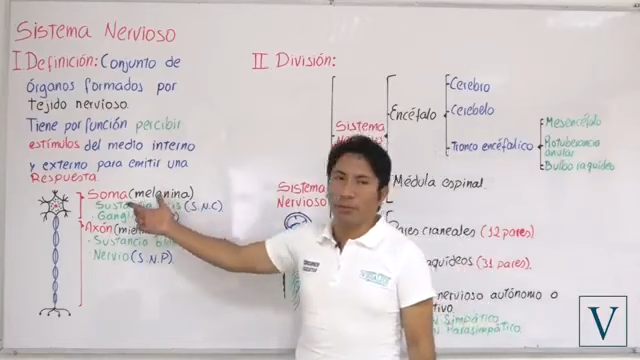 Sistema Nervioso
I Definición: Conjunto de
órganos formados por
tejido nervioso.
Tiene por función percibir
estímulos del medio interno
y externo para emitir una
Respuesta.
Soma (melanina)
Sustancia (S.N.C)
Axón
Sustancia
Nervio (S.N.P)
II División:
Sistema
Encéfalo
Cerebro
Cerebelo
Tronco encefálico
Mesencéfalo
Protuberancia
anular
Bulbo raquídeo
Médula espinal
Sistema
Nervioso
Pares craneales (12 pares)
(31 pares)
nervioso autónomo o
Simpático
Parasimpático
V